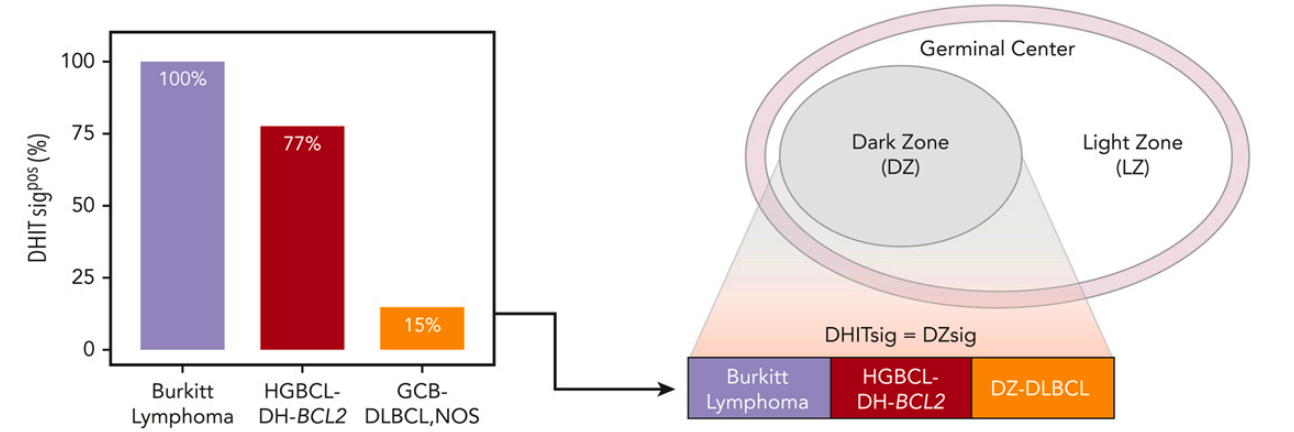 DHIT sigpos (%)
100
75
50
25
0
100%
77%
15%
Burkitt
Lymphoma
HGBCL-
DH-BCL2
GCB-
DLBCL,NOS
Germinal Center
Dark Zone
(DZ)
Light Zone
(LZ)
DHITsig = DZsig
Burkitt
Lymphoma
HGBCL-
DH-BCL2
DZ-DLBCL